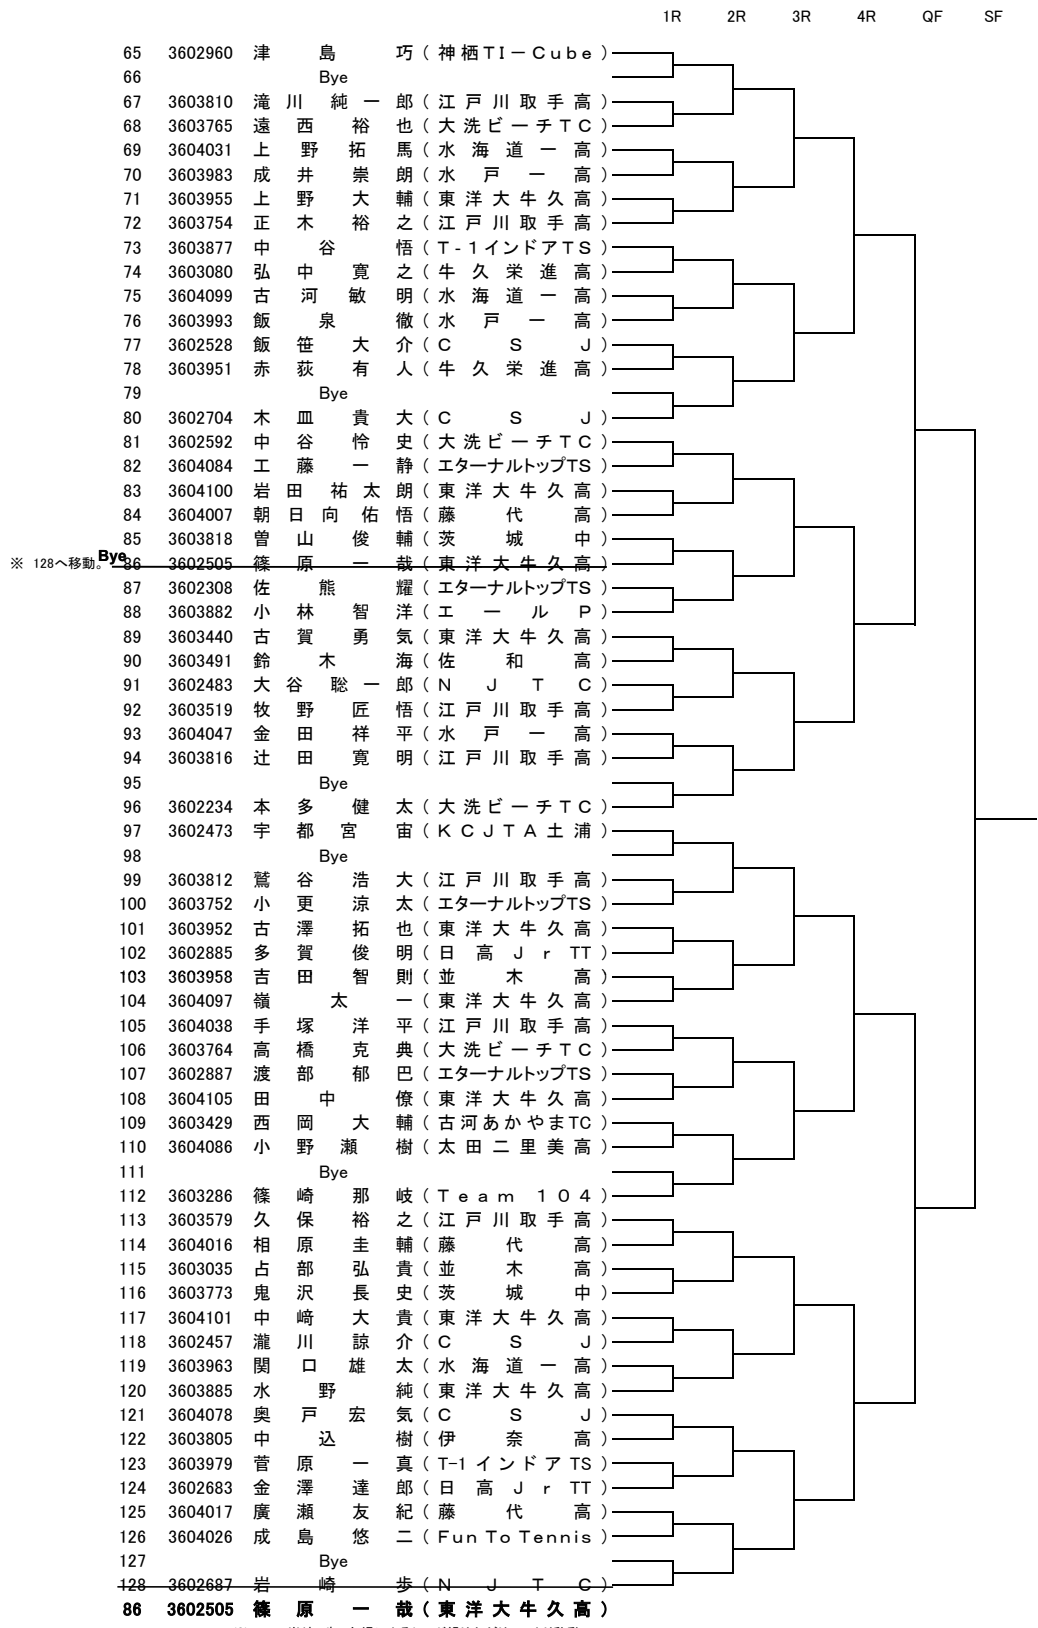 1R 2R 3R 4R QF SF
65 3602960 津島巧(神栖TI－Cube)
66 Bye
67 3603810 滝川純一郎(江戸川取手高)
68 3603765 遠西裕也(大洗ビーチTC)
69 3604031 上野拓馬(水海道一高)
70 3603983 成井崇朗(水戸一高)
71 3603955 上野大輔(東洋大牛久高)
72 3603754 正木裕之(江戸川取手高)
73 3603877 中谷悟(T-1インドアTS)
74 3603080 弘中寛之(牛久栄進高)
75 3604099 古河敏明(水海道一高)
76 3603993 飯泉徹(水戸一高)
77 3602528 飯笹大介(CSJ)
78 3603951 赤荻有人(牛久栄進高)
79 Bye
80 3602704 木皿貴大(CSJ)
81 3602592 中谷怜史(大洗ビーチTC)
82 3604084 工藤一静(エターナルトップTS)
83 3604100 岩田祐太朗(東洋大牛久高)
84 3604007 朝日向佑悟(藤代高)
85 3603818 曽山俊輔(茨城中)
※ 128へ移動。 Bye 86 3602505 篠原一哉(東洋大牛久高)
87 3602308 佐熊耀(エターナルトップTS)
88 3603882 小林智洋(エールP)
89 3603440 古賀勇気(東洋大牛久高)
90 3603491 鈴木海(佐和高)
91 3602483 大谷聡一郎(NJTC)
92 3603519 牧野匠悟(江戸川取手高)
93 3604047 金田祥平(水戸一高)
94 3603816 辻田寛明(江戸川取手高)
95 Bye
96 3602234 本多健太(大洗ビーチTC)
97 3602473 宇都宮宙(KCJTA土浦)
98 Bye
99 3603812 鷲谷浩大(江戸川取手高)
100 3603752 小更涼太(エターナルトップTS)
101 3603952 古澤拓也(東洋大牛久高)
102 3602885 多賀俊明(日高JrTT)
103 3603958 吉田智則(並木高)
104 3604097 嶺太一(東洋大牛久高)
105 3604038 手塚洋平(江戸川取手高)
106 3603764 高橋克典(大洗ビーチTC)
107 3602887 渡部郁巴(エターナルトップTS)
108 3604105 田中僚(東洋大牛久高)
109 3603429 西岡大輔(古河あかやまTC)
110 3604086 小野瀬樹(太田二里美高)
111 Bye
112 3603286 篠崎那岐(Team 104)
113 3603579 久保裕之(江戸川取手高)
114 3604016 相原圭輔(藤代高)
115 3603035 占部弘貴(並木高)
116 3603773 鬼沢長史(茨城中)
117 3604101 中﨑大貴(東洋大牛久高)
118 3602457 瀧川諒介(CSJ)
119 3603963 関口雄太(水海道一高)
120 3603885 水野純(東洋大牛久高)
121 3604078 奥戸宏気(CSJ)
122 3603805 中込樹(伊奈高)
123 3603979 菅原一真(T-1インドアTS)
124 3602683 金澤達郎(日高JrTT)
125 3604017 廣瀬友紀(藤代高)
126 3604026 成島悠二(Fun To Tennis)
127 Bye
128 3602687 岩崎歩(NJTC)
86 3602505 篠原一哉(東洋大牛久高)